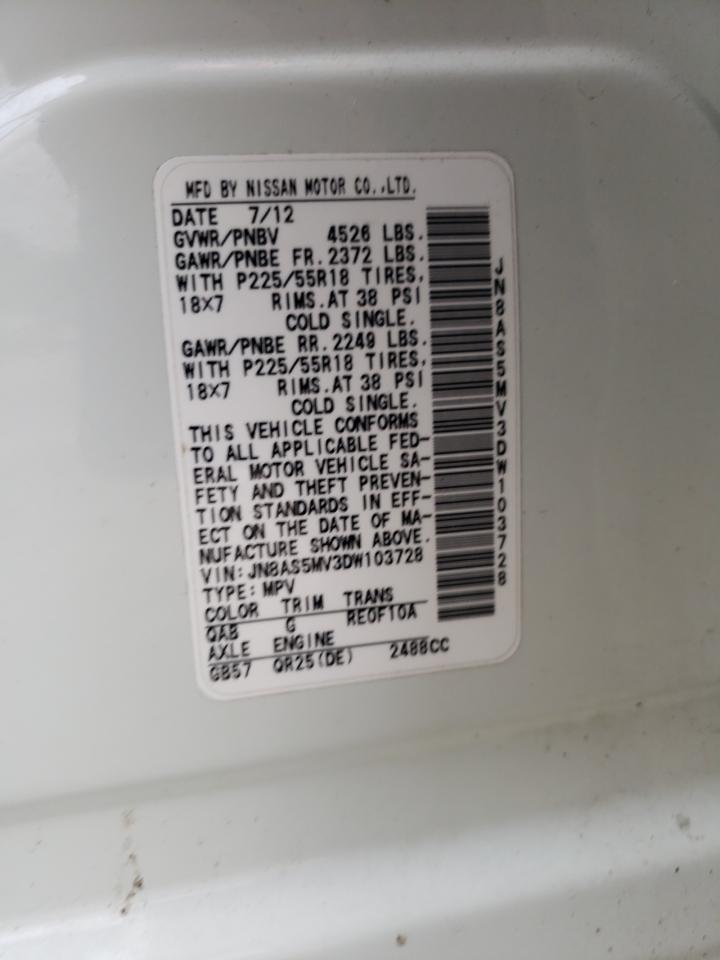 MFD BY NISSAN MOTOR CO.,LTD.
DATE 7/12
GVWR/PNBV 4526 LBS.
GAWR/PNBE FR. 2372 LBS.
WITH P225/55R18 TIRES,
18X7 RIMS. AT 38 PSI
COLD SINGLE.
GAWR/PNBE RR. 2249 LBS.
WITH P225/55R18 TIRES,
18X7 RIMS. AT 38 PSI
COLD SINGLE.
THIS VEHICLE CONFORMS
TO ALL APPLICABLE FED-
ERAL MOTOR VEHICLE SA-
FETY AND THEFT PREVEN-
TION STANDARDS IN EFF-
ECT ON THE DATE OF MA-
NUFACTURE SHOWN ABOVE.
VIN: JN8AS5MV3DW103728
TYPE: MPV
COLOR TRIM TRANS
QAB G RE0F10A
AXLE ENGINE
GB57 QR25(DE) 2488CC
JN8AS5MV3DW103728